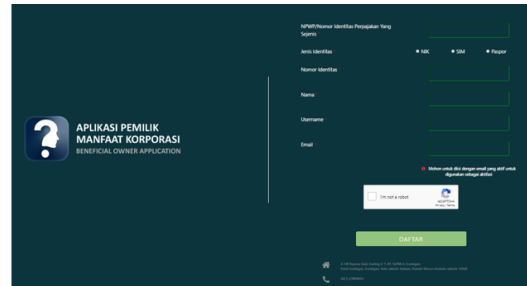 NPWP/Nomor Identitas Perpajakan Yang
Sejenis
Jenis Identitas
NIK
SIM
Paspor
Nomor Identitas
Nama
Username
Email
Mohon untuk diisi dengan email yang aktif untuk
digunakan sebagai aktifasi
APLIKASI PEMILIK
MANFAAT KORPORASI
BENEFICIAL OWNER APPLICATION
I'm not a robot
reCAPTCHA
Privacy - Terms
DAFTAR